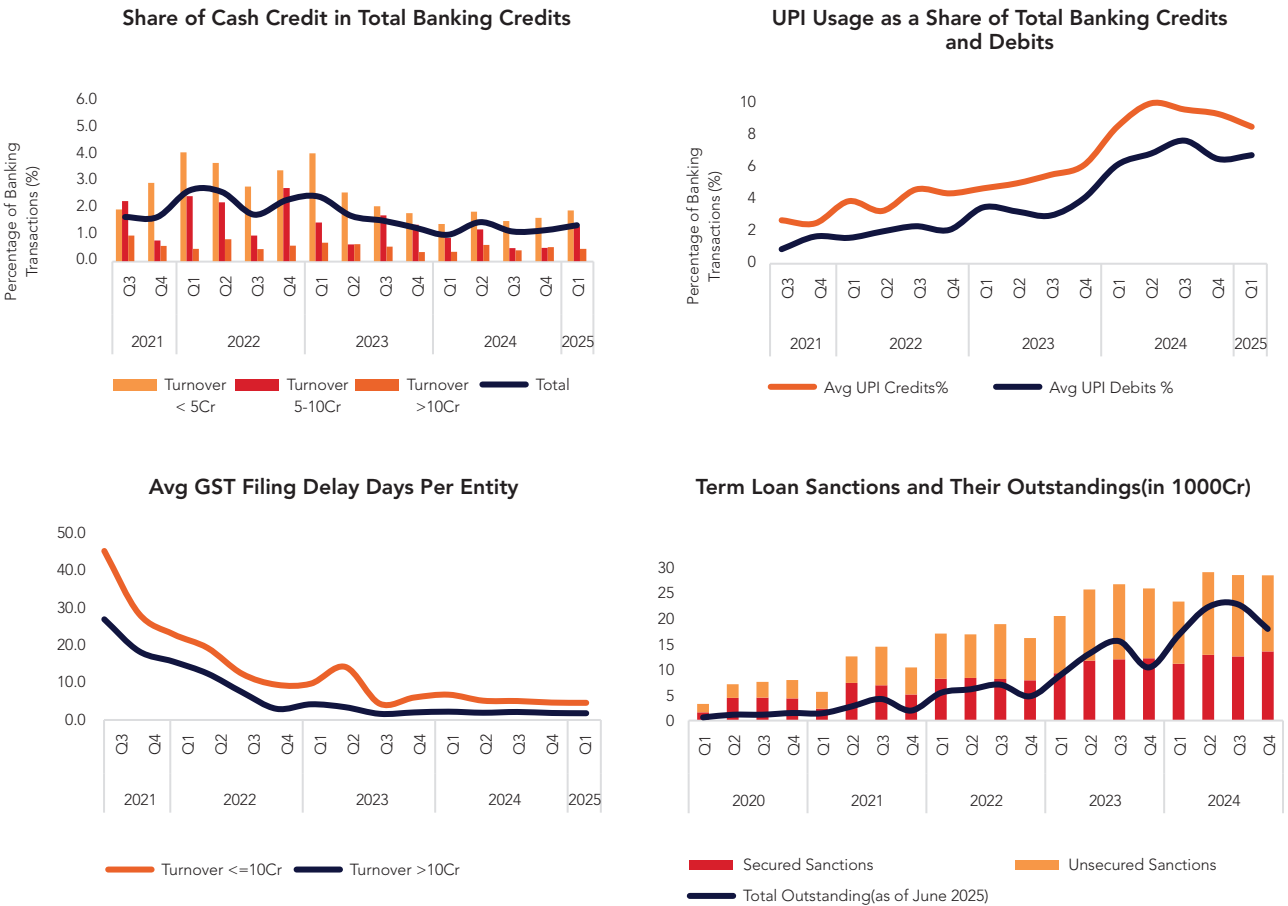 Share of Cash Credit in Total Banking Credits
Percentage of Banking
Transactions (%)
6.0
5.0
4.0
3.0
2.0
1.0
0.0
Q3 Q4 Q1 Q2 Q3 Q4 Q1 Q2 Q3 Q4 Q1 Q2 Q3 Q4 Q1
2021 2022 2023 2024 2025
Turnover Turnover Turnover Total
< 5Cr 5-10Cr >10Cr
UPI Usage as a Share of Total Banking Credits
and Debits
Percentage of Banking
Transactions (%)
10
8
6
4
2
0
Q3 Q4 Q1 Q2 Q3 Q4 Q1 Q2 Q3 Q4 Q1 Q2 Q3 Q4 Q1
2021 2022 2023 2024 2025
Avg UPI Credits% Avg UPI Debits %
Avg GST Filing Delay Days Per Entity
50.0
40.0
30.0
20.0
10.0
0.0
Q3 Q4 Q1 Q2 Q3 Q4 Q1 Q2 Q3 Q4 Q1 Q2 Q3 Q4 Q1
2021 2022 2023 2024 2025
Turnover <=10Cr Turnover >10Cr
Term Loan Sanctions and Their Outstandings(in 1000Cr)
30
25
20
15
10
5
0
Q1 Q2 Q3 Q4 Q1 Q2 Q3 Q4 Q1 Q2 Q3 Q4 Q1 Q2 Q3 Q4 Q1 Q2 Q3 Q4
2020 2021 2022 2023 2024
Secured Sanctions Unsecured Sanctions
Total Outstanding(as of June 2025)